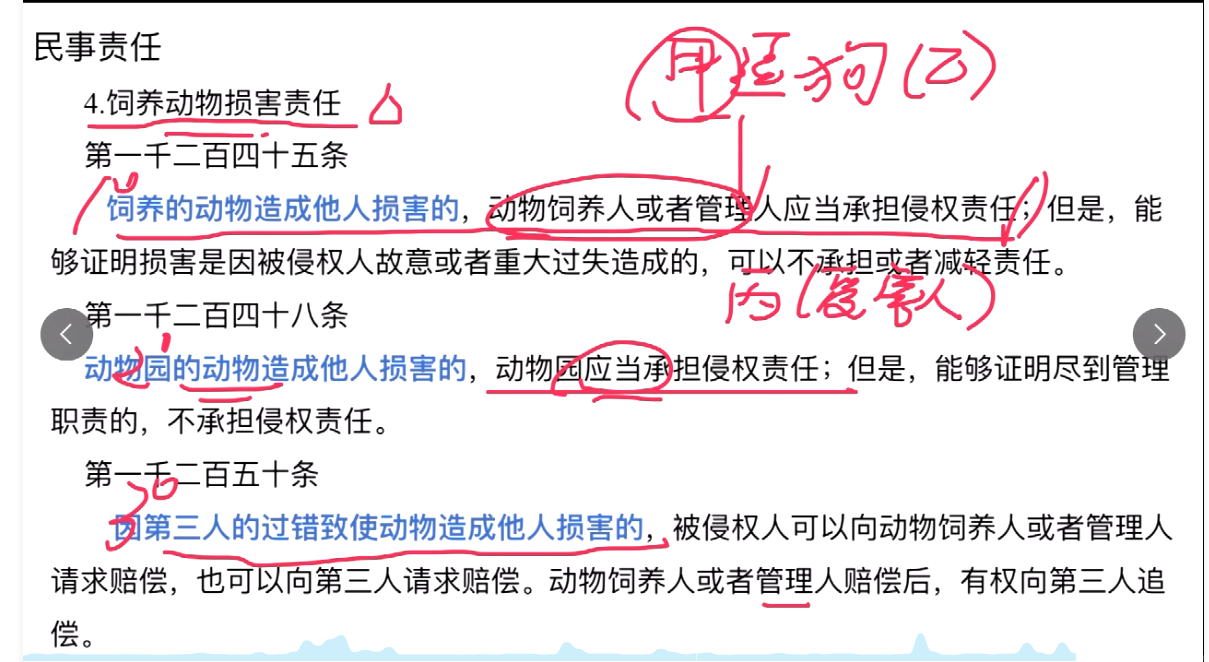 民事责任
甲遛狗(乙)
4.饲养动物损害责任
第一千二百四十五条
饲养的动物造成他人损害的，动物饲养人或者管理人应当承担侵权责任；但是，能
够证明损害是因被侵权人故意或者重大过失造成的，可以不承担或者减轻责任。
丙(受害人)
第一千二百四十八条
动物园的动物造成他人损害的，动物园应当承担侵权责任；但是，能够证明尽到管理
职责的，不承担侵权责任。
第一千二百五十条
因第三人的过错致使动物造成他人损害的，被侵权人可以向动物饲养人或者管理人
请求赔偿，也可以向第三人请求赔偿。动物饲养人或者管理人赔偿后，有权向第三人追
偿。